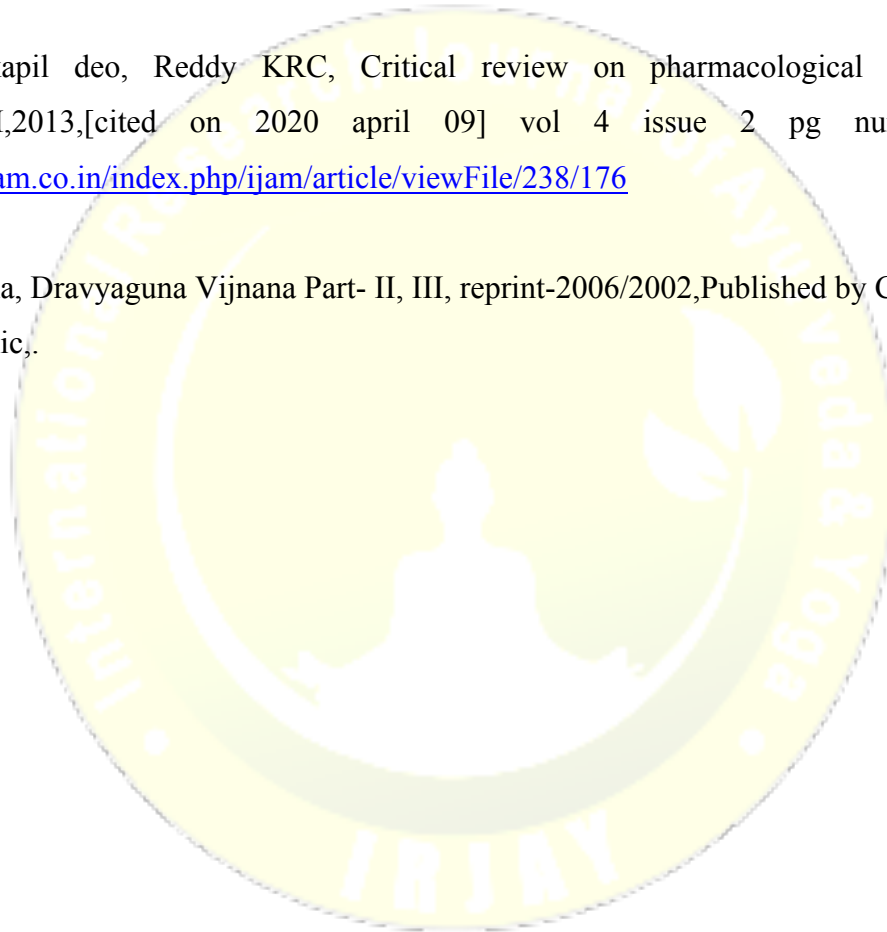 apil deo, Reddy KRC, Critical review on pharmacological
I,2013,[cited on 2020 april 09] vol 4 issue 2 pg nu
am.co.in/index.php/ijam/article/viewFile/238/176
a, Dravyaguna Vijnana Part- II, III, reprint-2006/2002,Published by C
ic,.
International Research Journal of Ayurveda & Yoga
IRJAY